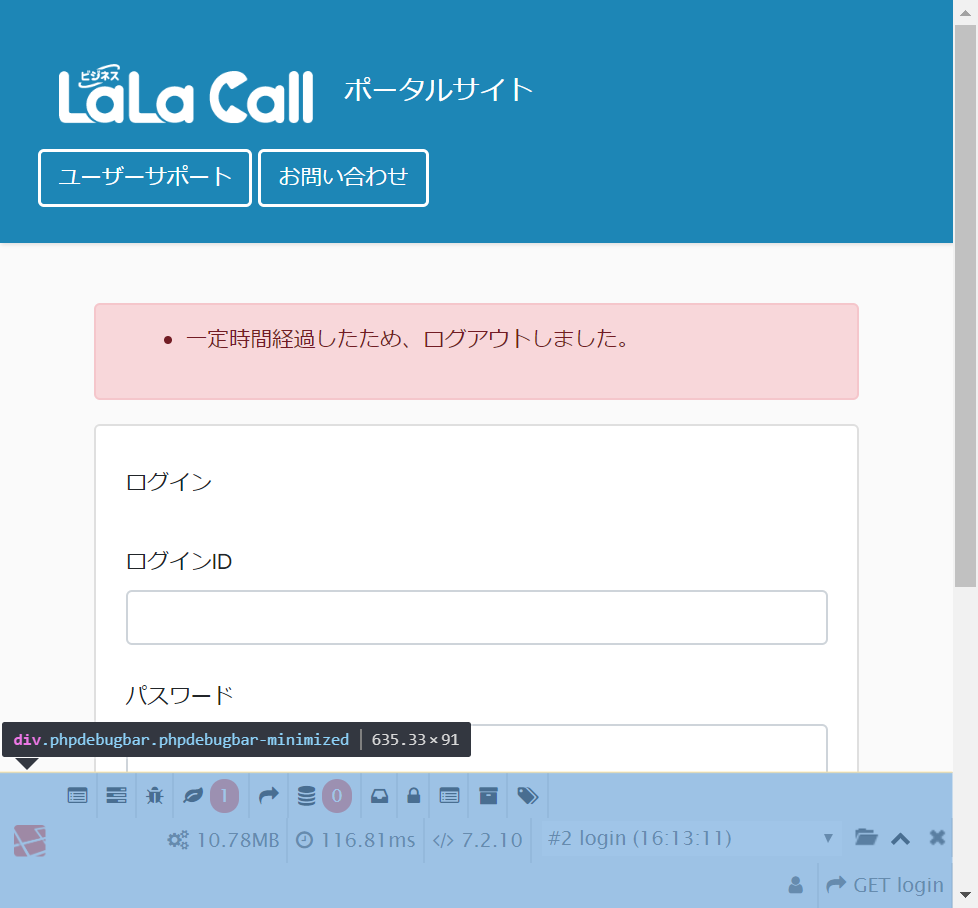 ビジネス
LaLa Call
ポータルサイト
ユーザーサポート
お問い合わせ
一定時間経過したため、ログアウトしました。
ログイン
ログインID
パスワード
div.phpdebugbar.phpdebugbar-minimized 635.33×91
1
0
10.78MB 116.81ms 7.2.10 #2 login (16:13:11)
GET login